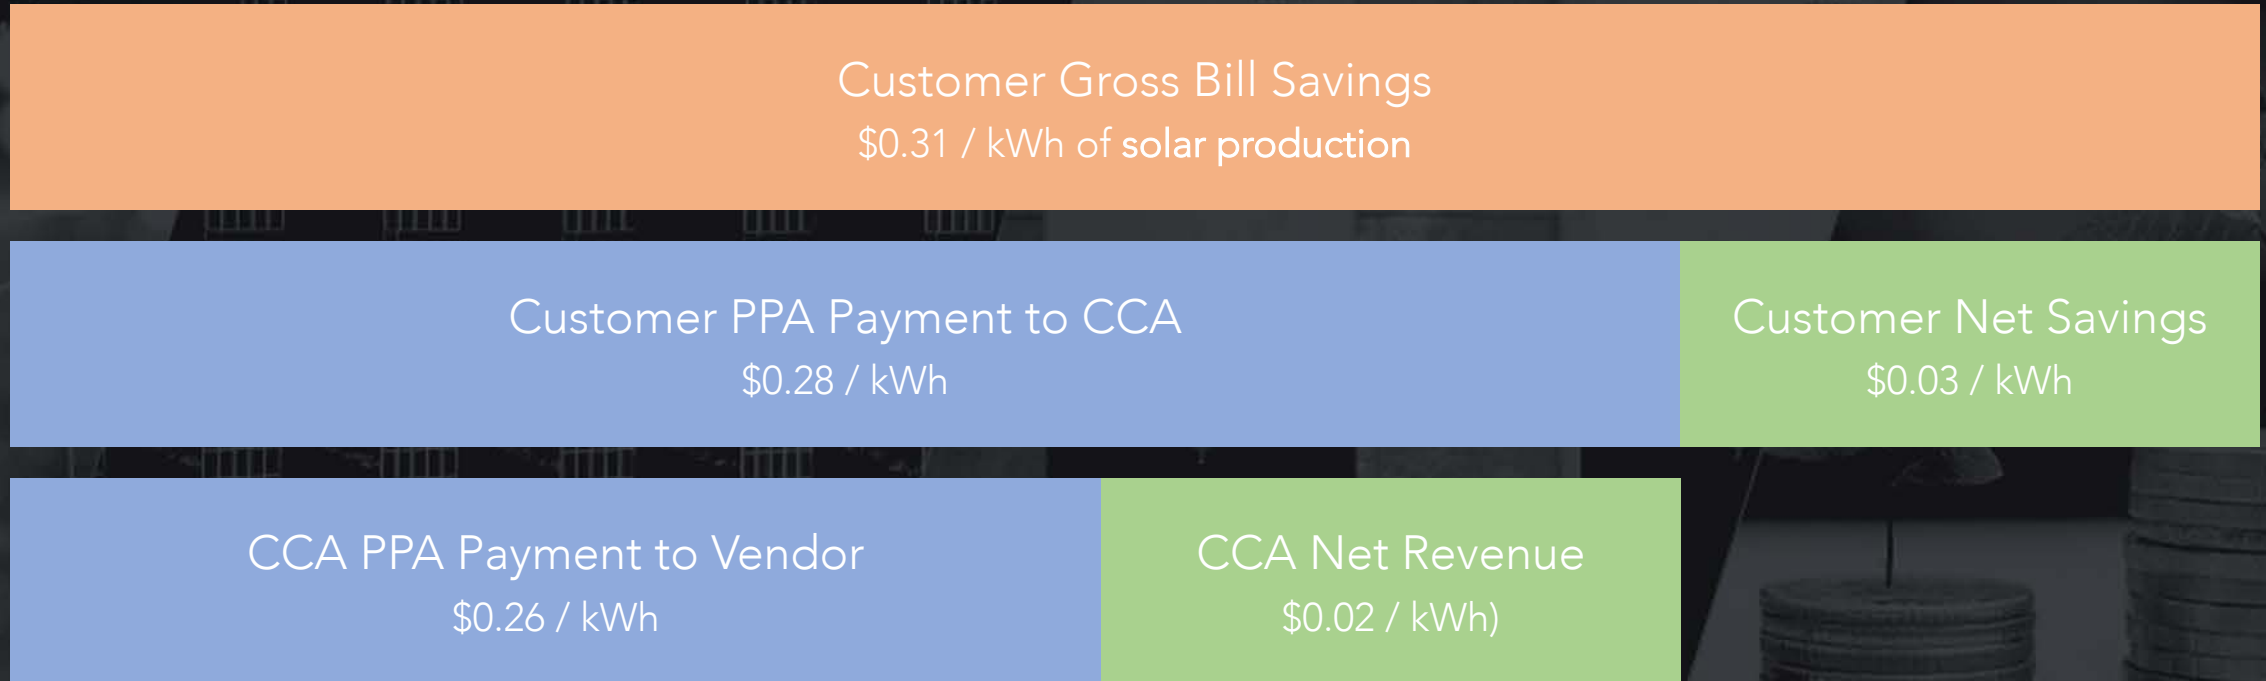 Customer Gross Bill Savings
$0.31 / kWh of solar production
Customer PPA Payment to CCA
$0.28 / kWh
Customer Net Savings
$0.03 / kWh
CCA PPA Payment to Vendor
$0.26 / kWh
CCA Net Revenue
$0.02 / kWh)